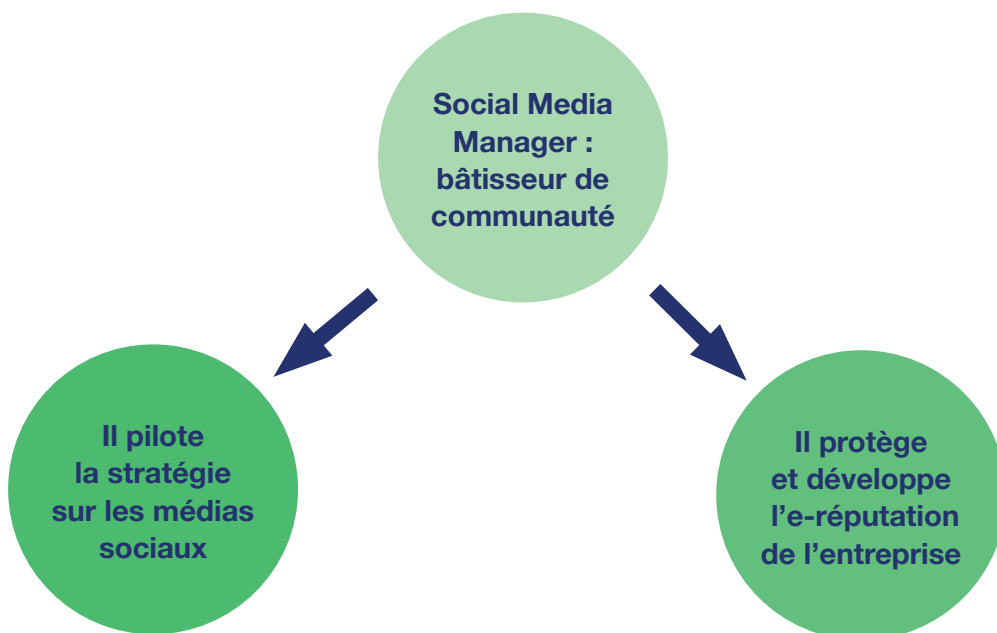 Social Media
Manager :
bâtisseur de
communauté
Il pilote
la stratégie
sur les médias
sociaux
Il protège
et développe
l’e-réputation
de l’entreprise